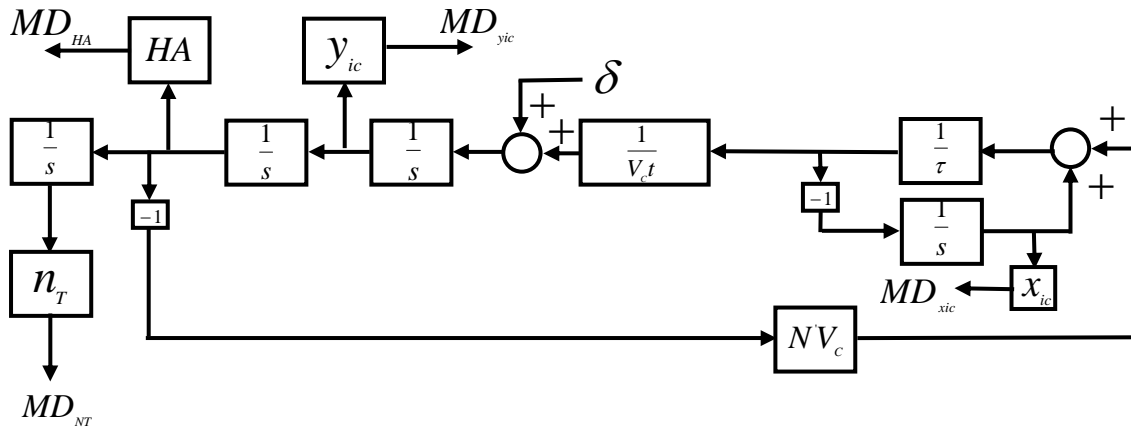 MD_HA
HA
y_ic
MD_yic
δ
+
+
+
+
1/s
1/s
1/s
1/(V_c t)
1/τ
-1
-1
1/s
n_T
MD_xic
x_ic
N'V_C
MD_NT